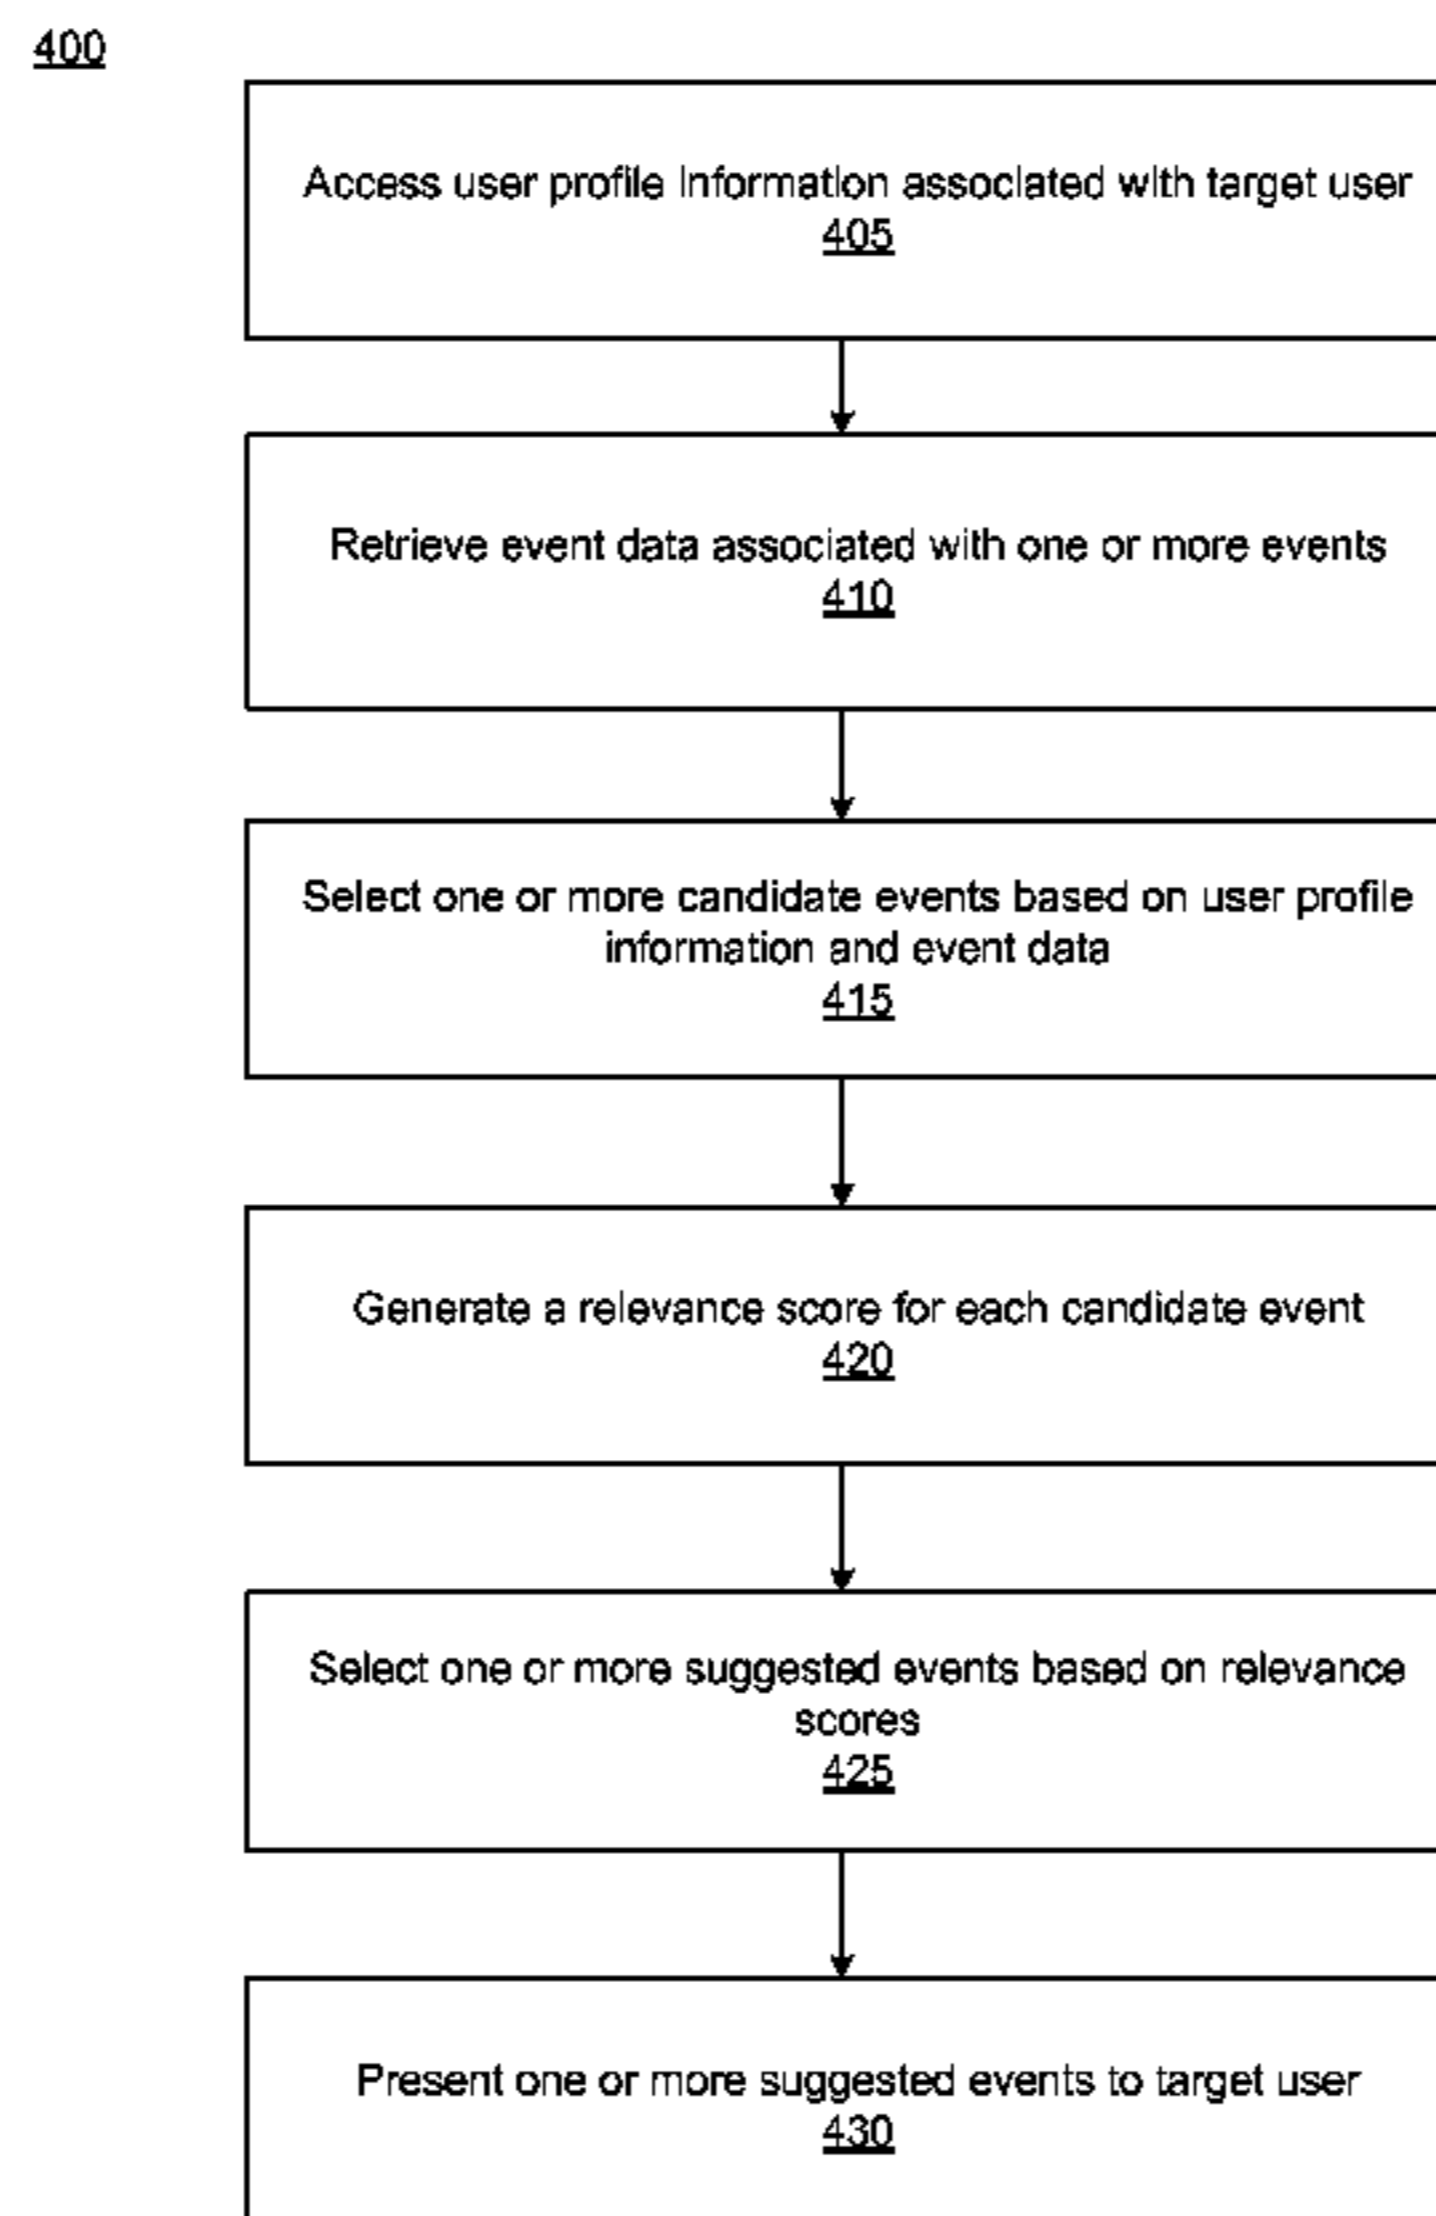 400
Access user profile information associated with target user
405
Retrieve event data associated with one or more events
410
Select one or more candidate events based on user profile
information and event data
415
Generate a relevance score for each candidate event
420
Select one or more suggested events based on relevance
scores
425
Present one or more suggested events to target user
430